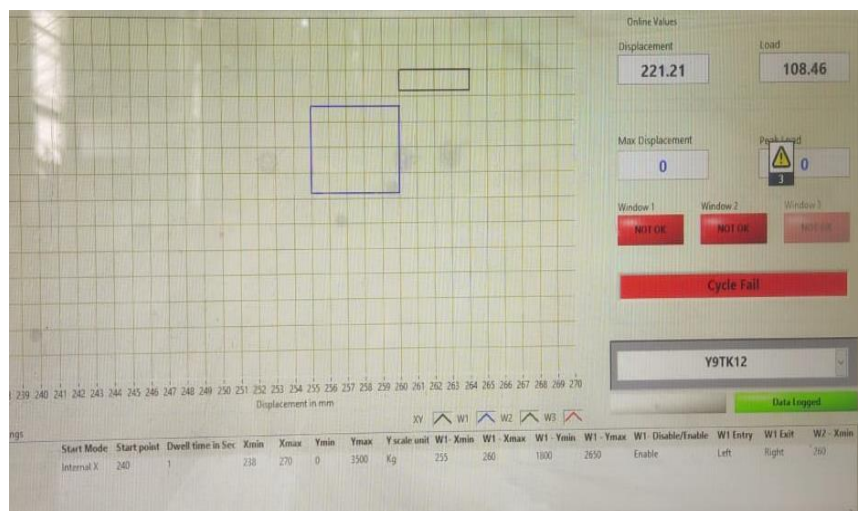 Online Values
Displacement Load
221.21 108.46
Max Displacement
0 0
3
Window 1 Window 2 Window 3
NOT OK NOT OK NOT OK
Cycle Fail
Y9TK12
239 240 241 242 243 244 245 246 247 248 249 250 251 252 253 254 255 256 257 258 259 260 261 262 263 264 265 266 267 268 269 270
Displacement in mm
Data Logged
XY W1 W2 W3
ngs
Start Mode Start point Dwell time in Sec Xmin Xmax Ymin Ymax Y scale unit W1- Xmin W1 - Xmax W1 - Ymin W1 - Ymax W1- Disable/Enable W1 Entry W1 Exit W2 - Xmin
Internal X 240 1 238 270 0 3500 Kg 255 260 1800 2650 Enable Left Right 260